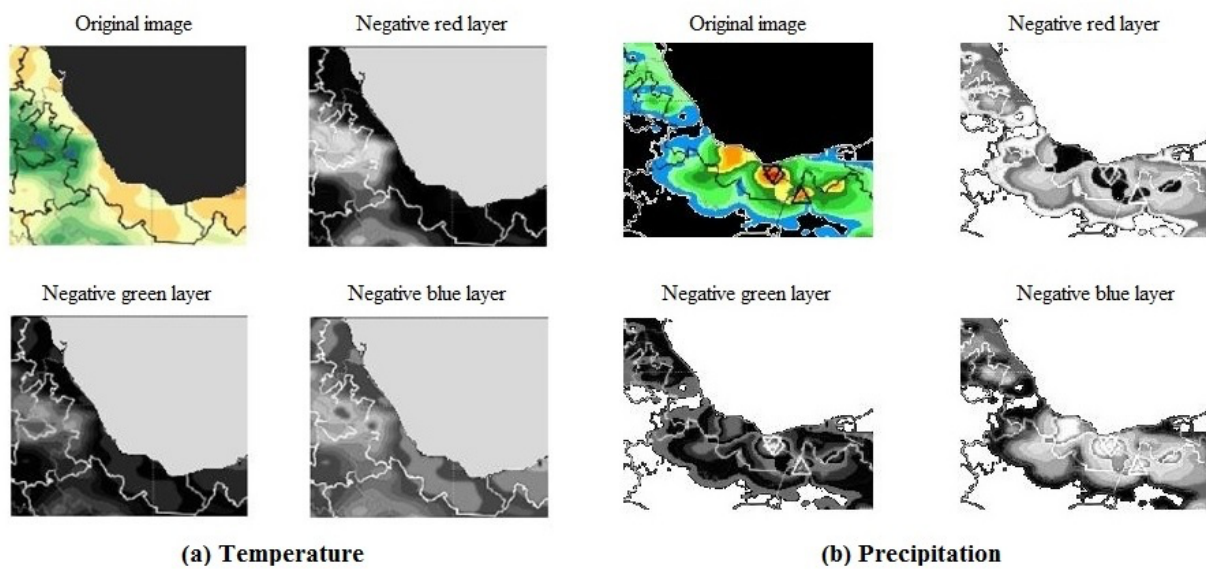 Original image
Negative red layer
Negative green layer
Negative blue layer
(a) Temperature
Original image
Negative red layer
Negative green layer
Negative blue layer
(b) Precipitation